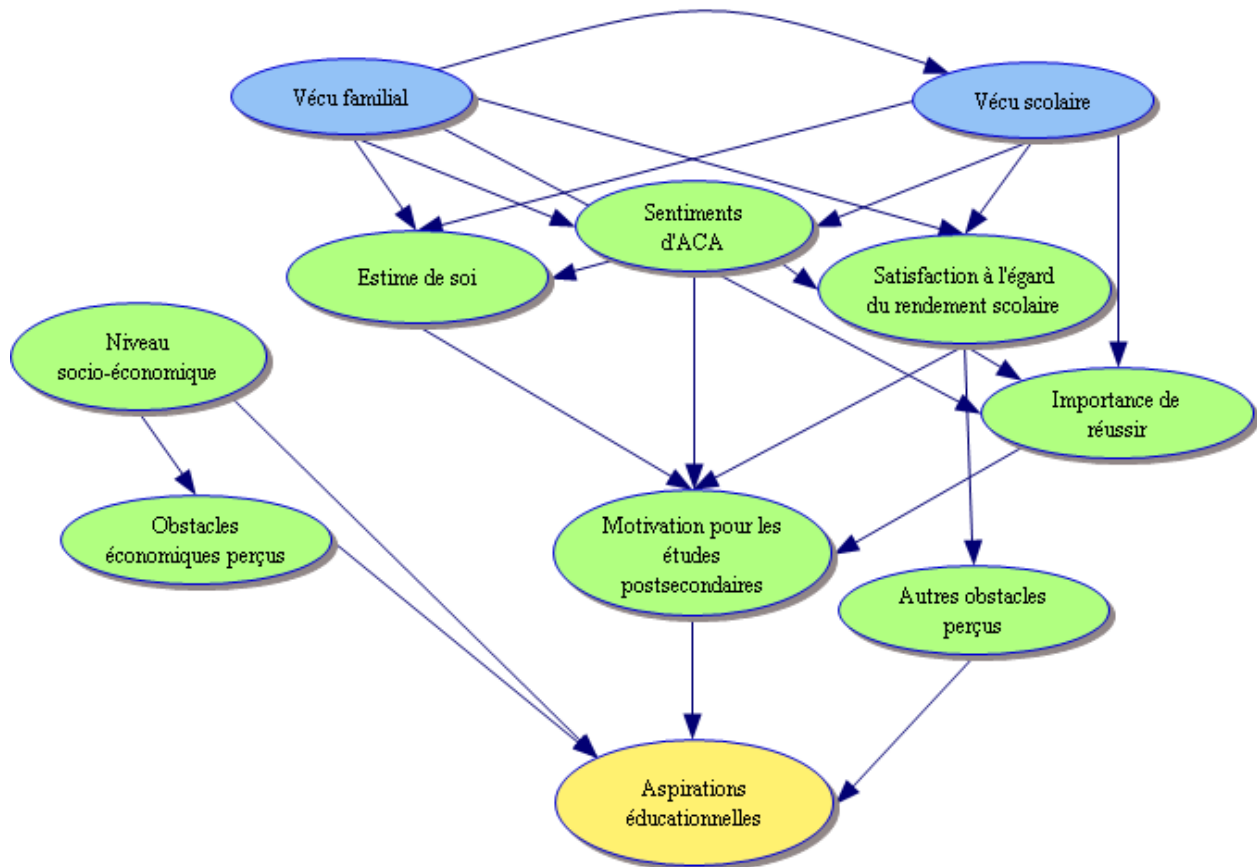 Vécu familial
Vécu scolaire
Sentiments
d'ACA
Estime de soi
Satisfaction à l'égard
du rendement scolaire
Niveau
socio-économique
Importance de
réussir
Obstacles
économiques perçus
Motivation pour les
études
postsecondaires
Autres obstacles
perçus
Aspirations
éducationnelles